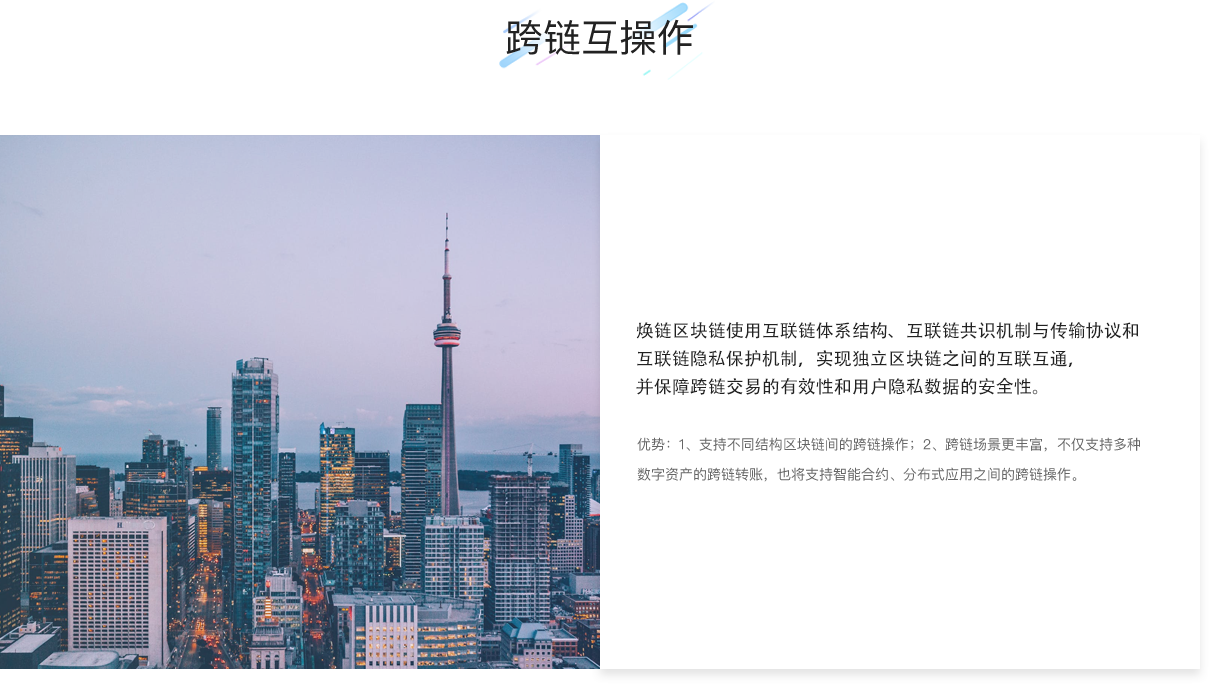 跨链互操作
焕链区块链使用互联链体系结构、互联链共识机制与传输协议和
互联链隐私保护机制，实现独立区块链之间的互联互通，
并保障跨链交易的有效性和用户隐私数据的安全性。
优势：1、支持不同结构区块链间的跨链操作；2、跨链场景更丰富，不仅支持多种
数字资产的跨链转账，也将支持智能合约、分布式应用之间的跨链操作。